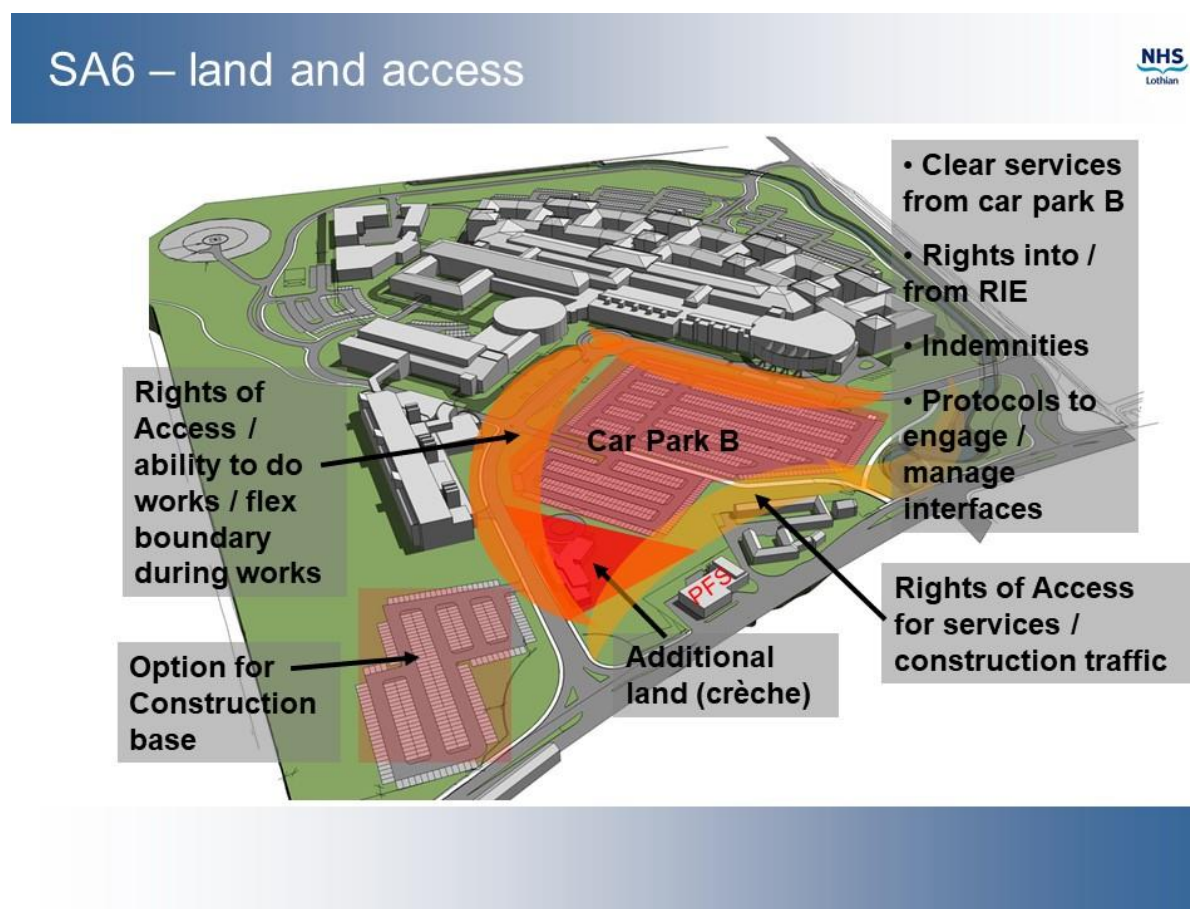 SA6 – land and access
NHS
Lothian
• Clear services
from car park B
• Rights into /
from RIE
• Indemnities
• Protocols to
engage /
manage
interfaces
Rights of
Access /
ability to do
works / flex
boundary
during works
Car Park B
PFS
Rights of Access
for services /
construction traffic
Additional
land (crèche)
Option for
Construction
base